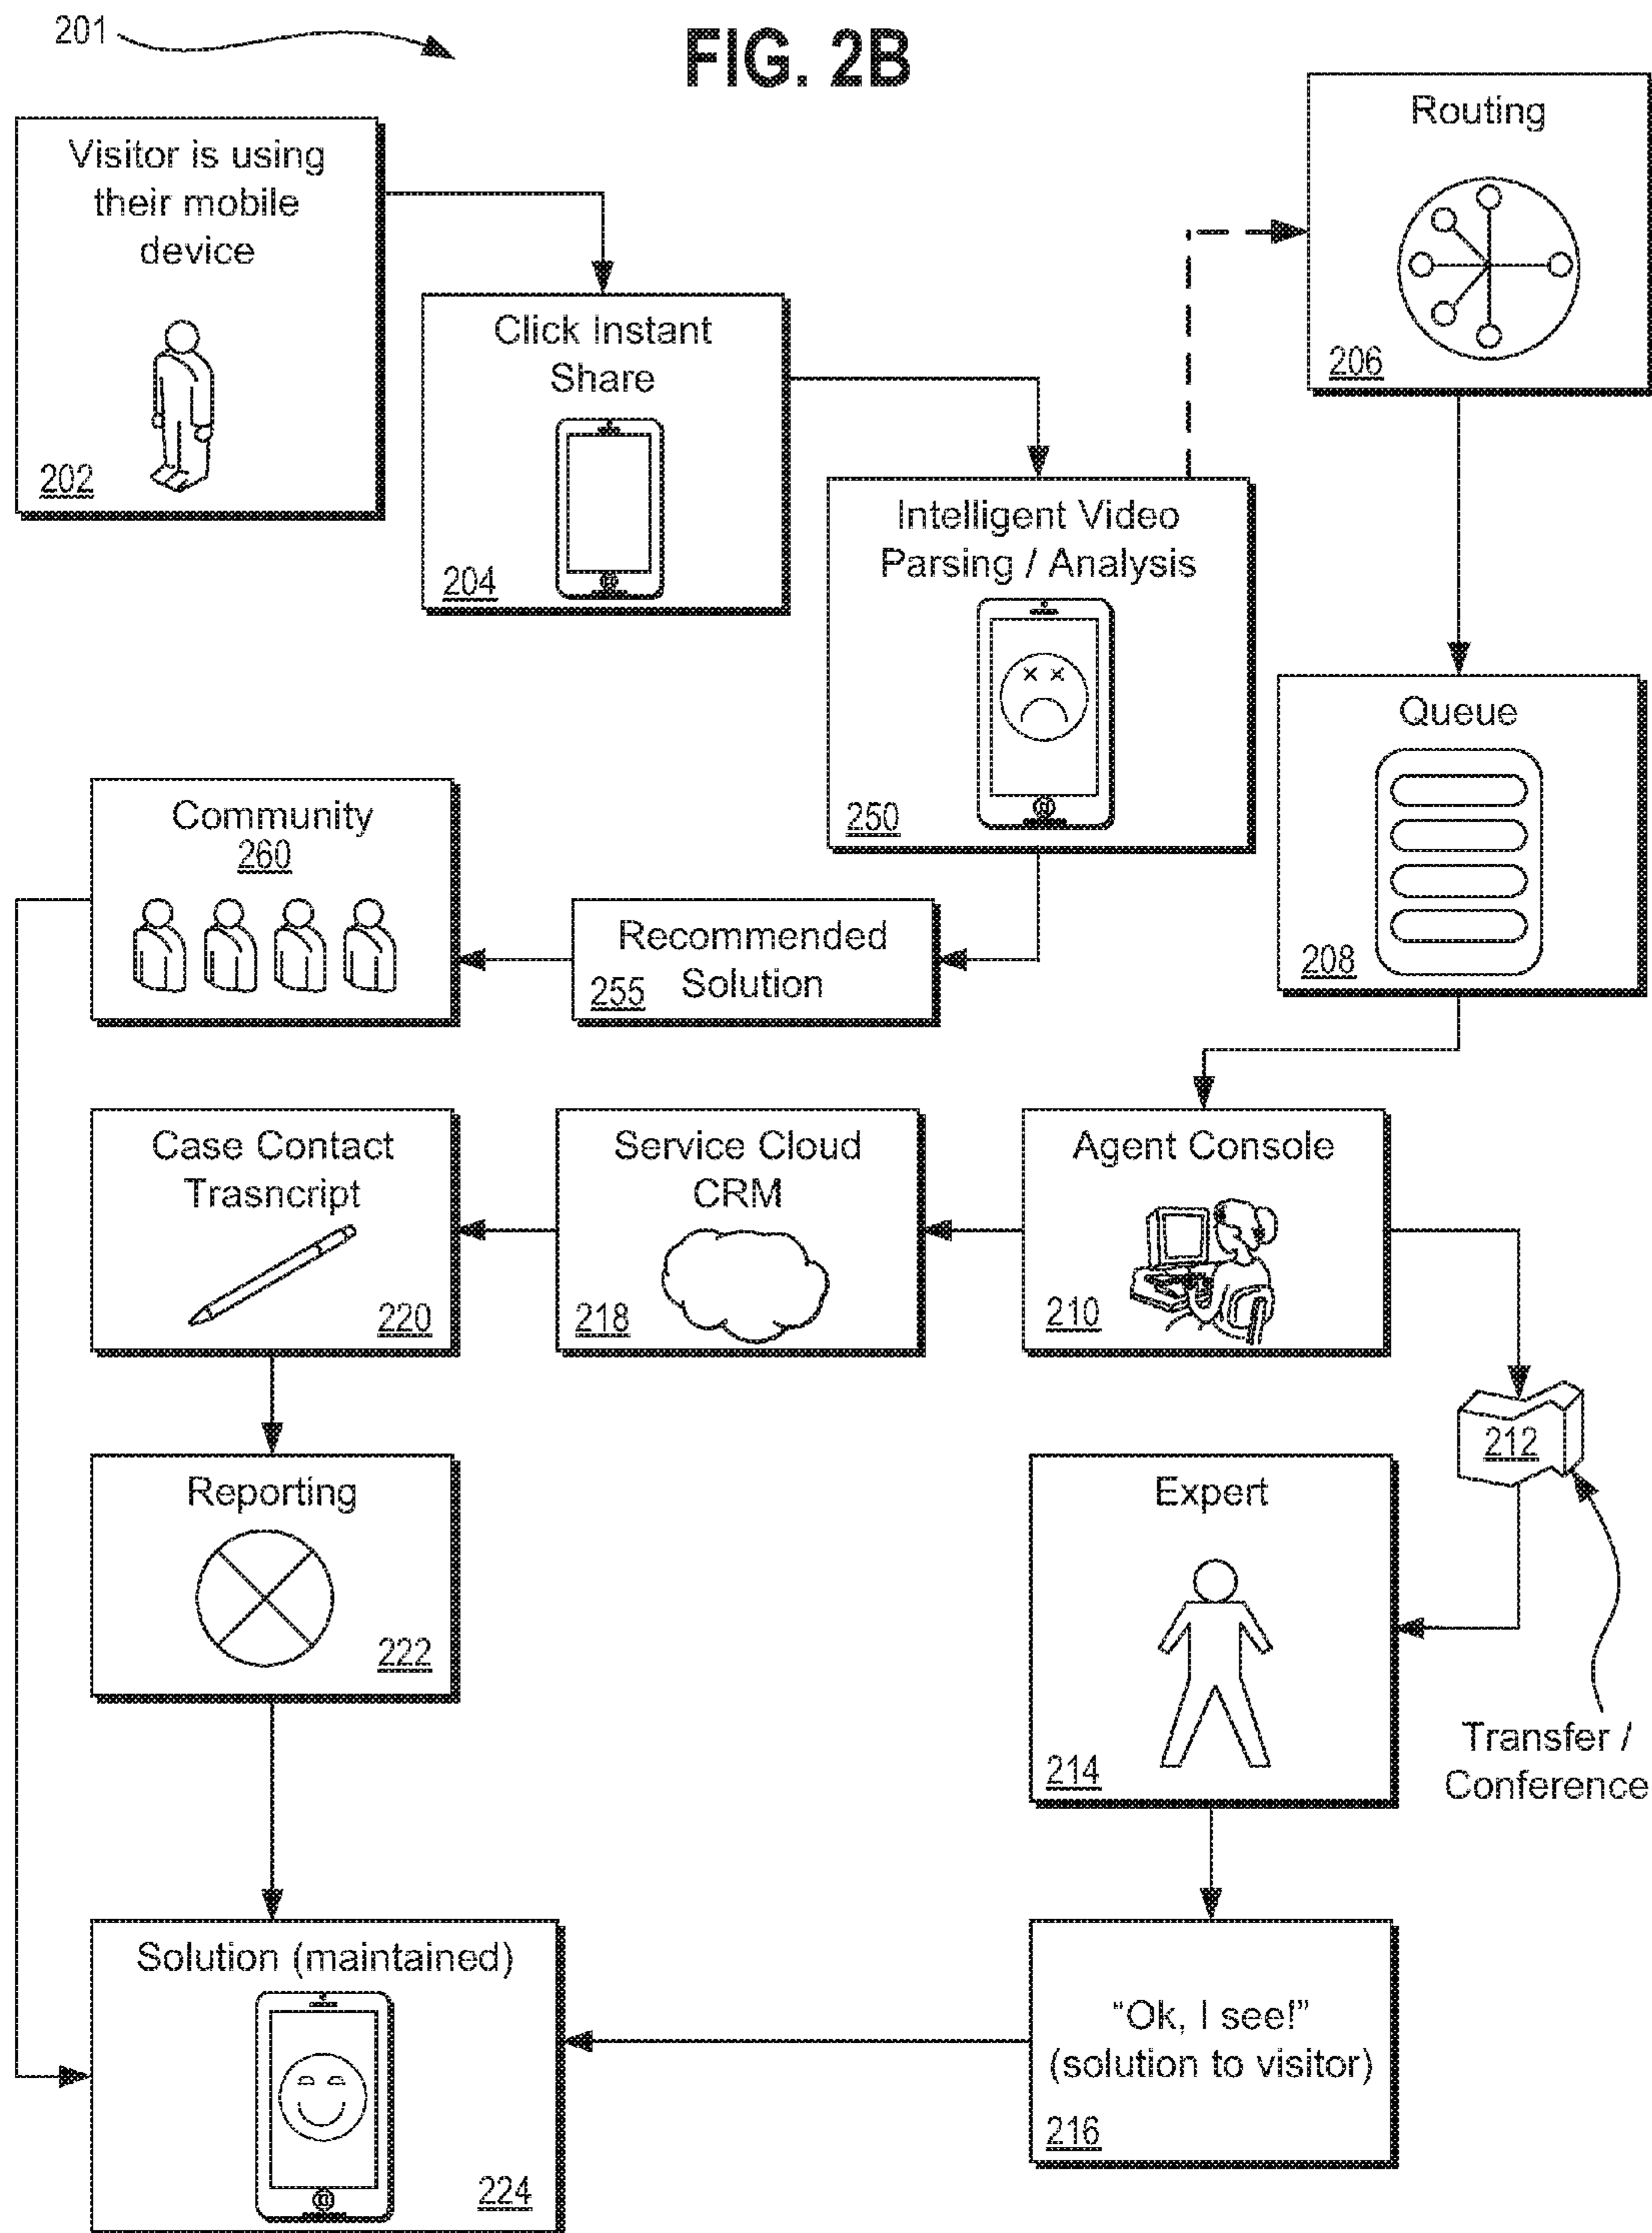 201
FIG. 2B
Visitor is using
their mobile
device
202
Click Instant
Share
204
Intelligent Video
Parsing / Analysis
250
Routing
206
Queue
208
Community
260
Recommended
Solution
255
Case Contact
Trasncript
220
Service Cloud
CRM
218
Agent Console
210
212
Transfer /
Conference
Reporting
222
Expert
214
Solution (maintained)
224
"Ok, I see!"
(solution to visitor)
216